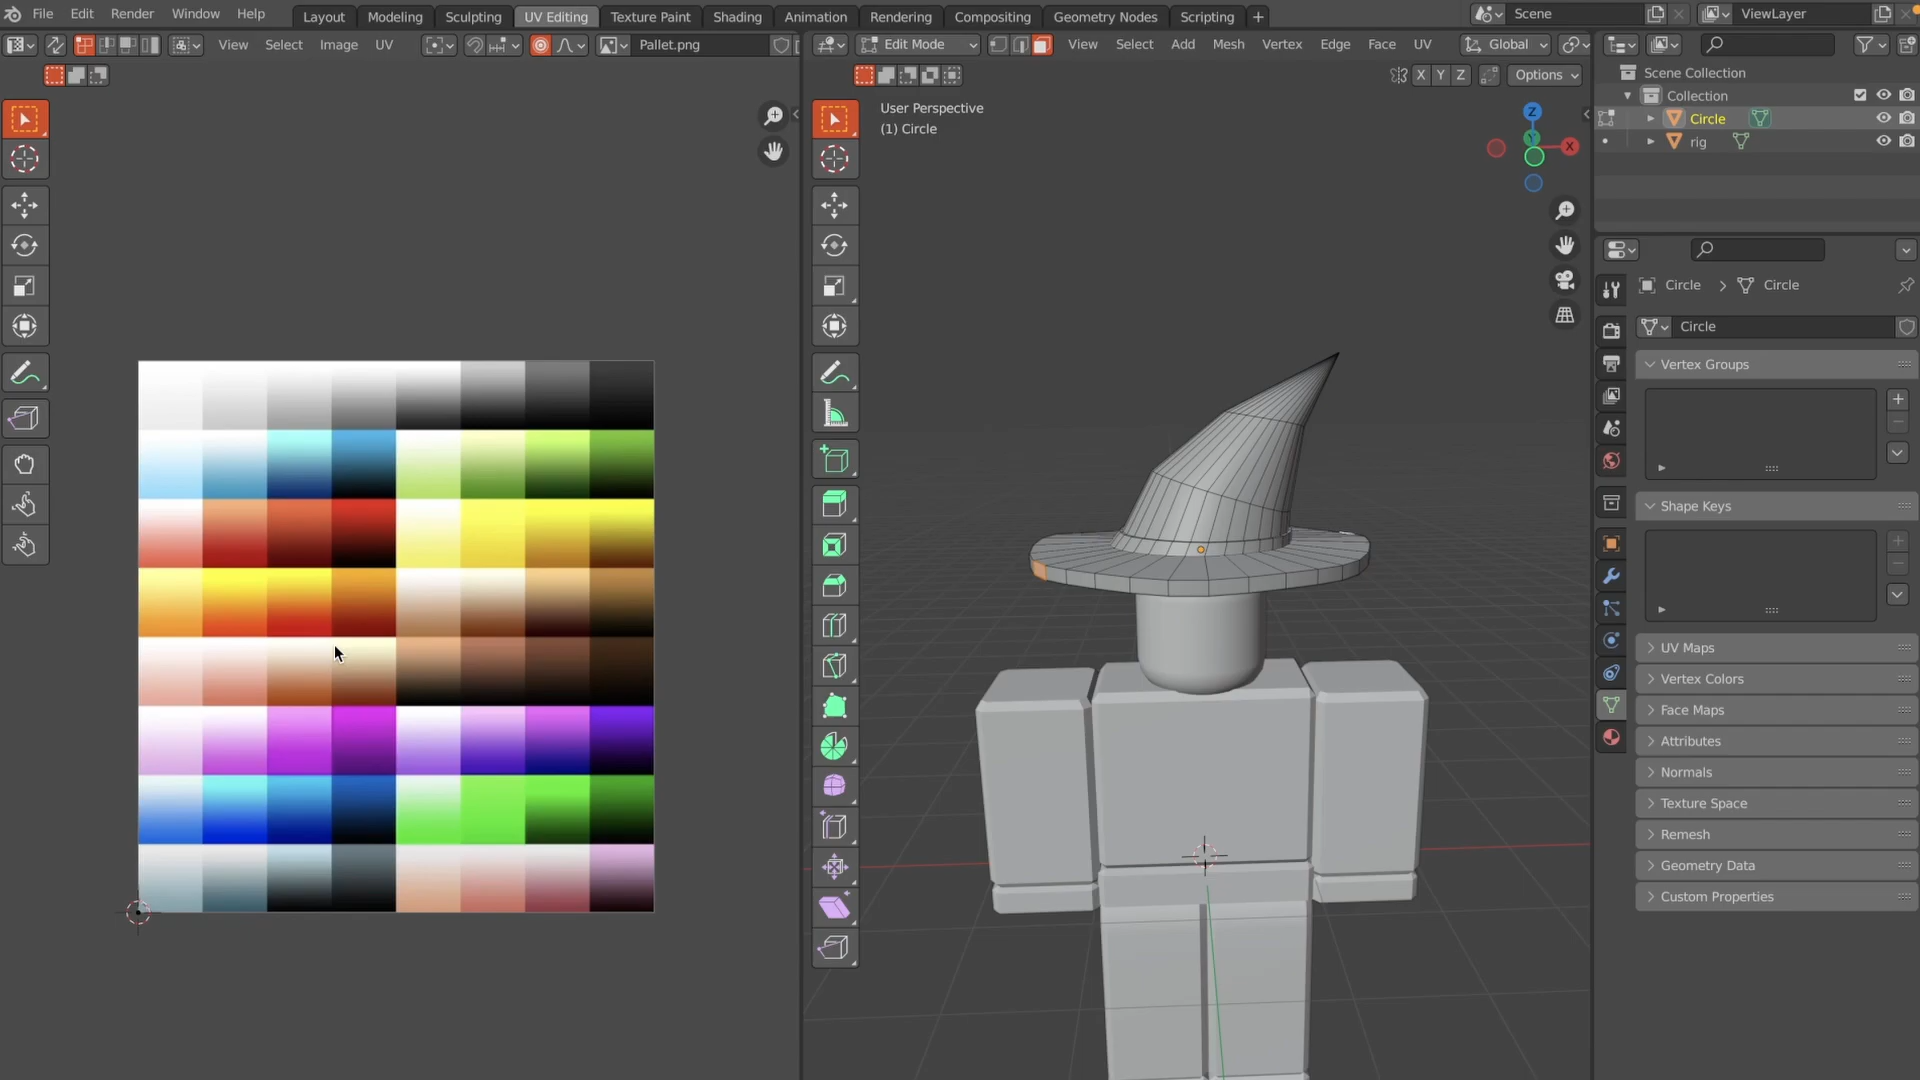 File Edit Render Window Help Layout Modeling Sculpting UV Editing Texture Paint Shading Animation Rendering Compositing Geometry Nodes Scripting + Scene ViewLayer
View Select Image UV Pallet.png Edit Mode View Select Add Mesh Vertex Edge Face UV Global
X Y Z Options
Scene Collection
Collection
Circle
rig
User Perspective
(1) Circle
Z
Y
X
Circle > Circle
Circle
Vertex Groups
Shape Keys
UV Maps
Vertex Colors
Face Maps
Attributes
Normals
Texture Space
Remesh
Geometry Data
Custom Properties